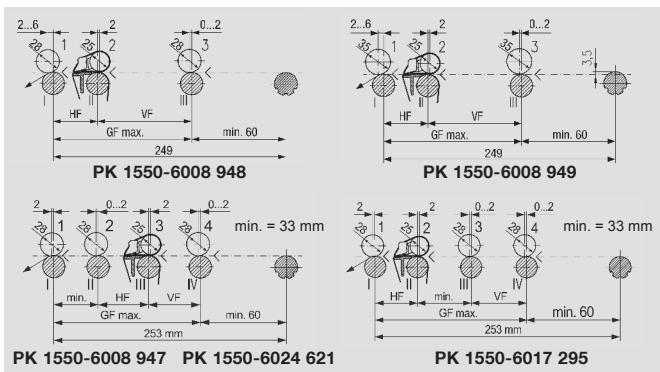 2...6 2 0...2
28 1 25 2 28 3
I II III
HF VF
GF max. min. 60
249
PK 1550-6008 948
2...6 2 0...2
35 1 25 2 35 3
3,5
I II III
HF VF
GF max. min. 60
249
PK 1550-6008 949
2 0...2 2 0...2
28 1 28 2 25 3 28 4 min. = 33 mm
I II III IV
min. HF VF
GF max. min. 60
253 mm
PK 1550-6008 947 PK 1550-6024 621
2 2 0...2 0...2
28 1 25 2 28 3 28 4 min. = 33 mm
I II III IV
HF min. VF
GF max. min. 60
253 mm
PK 1550-6017 295